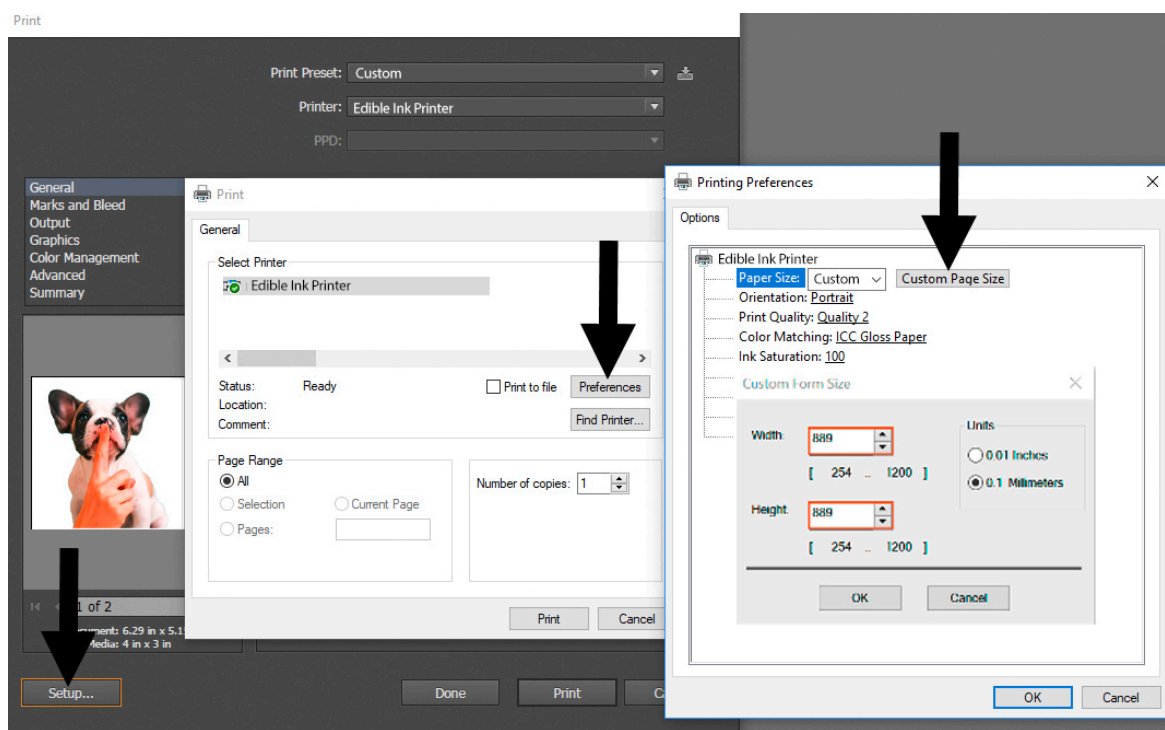 Print
Print Preset: Custom
Printer: Edible Ink Printer
PPD:
General
Marks and Bleed
Output
Graphics
Color Management
Advanced
Summary
1 of 2
Document: 6.29 in x
Media: 4 in x 3 in
Setup...
Done
Print
Print
General
Select Printer
Edible Ink Printer
Status: Ready
Location:
Comment:
Print to file
Preferences
Find Printer...
Page Range
All
Selection
Current Page
Pages:
Number of copies: 1
Print
Cancel
Printing Preferences
Options
Edible Ink Printer
Paper Size: Custom
Custom Page Size
Orientation: Portrait
Print Quality: Quality 2
Color Matching: ICC Gloss Paper
Ink Saturation: 100
Custom Form Size
Width: 889
[ 254 .. 1200 ]
Height: 889
[ 254 .. 1200 ]
Units
0.01 Inches
0.1 Millimeters
OK
Cancel
OK
Cancel